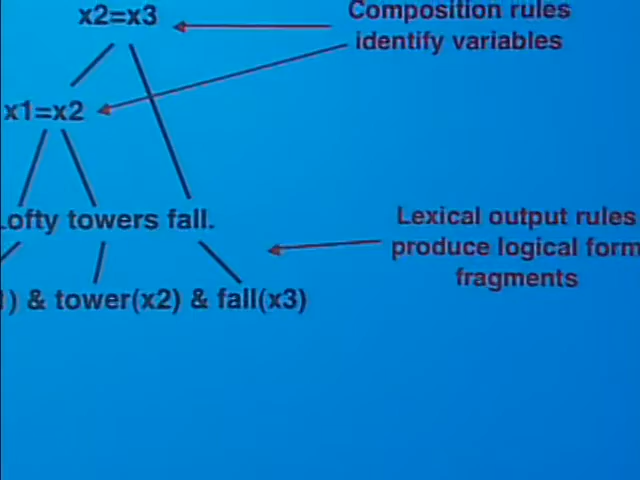 x2=x3
Composition rules
identify variables
x1=x2
Lofty towers fall.
Lexical output rules
produce logical form
fragments
1) & tower(x2) & fall(x3)